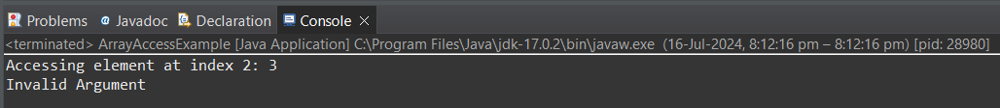 Problems @ Javadoc Declaration Console
<terminated> ArrayAccessExample [Java Application] C:\Program Files\Java\jdk-17.0.2\bin\javaw.exe (16-Jul-2024, 8:12:16 pm – 8:12:16 pm) [pid: 28980]
Accessing element at index 2: 3
Invalid Argument